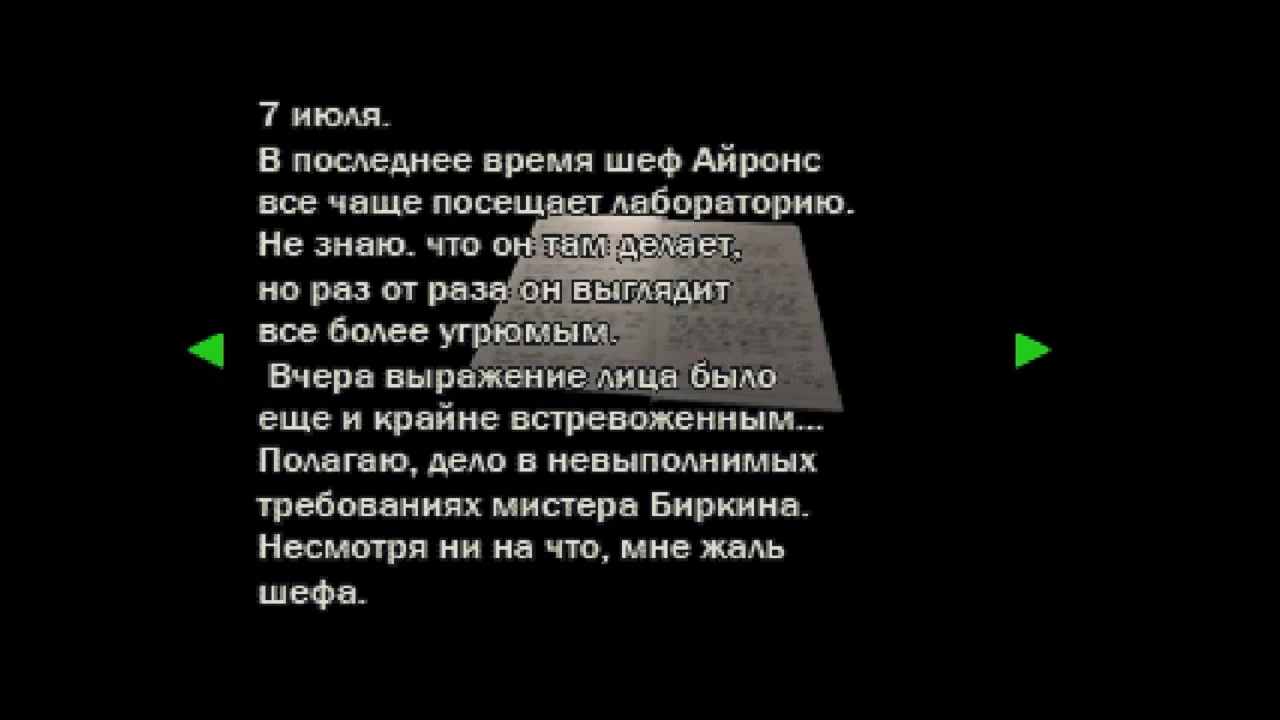 7 июля.
В последнее время шеф Айронс
все чаще посещает лабораторию.
Не знаю. что он там делает,
но раз от раза он выглядит
все более угрюмым.
Вчера выражение лица было
еще и крайне встревоженным...
Полагаю, дело в невыполнимых
требованиях мистера Биркина.
Несмотря ни на что, мне жаль
шефа.